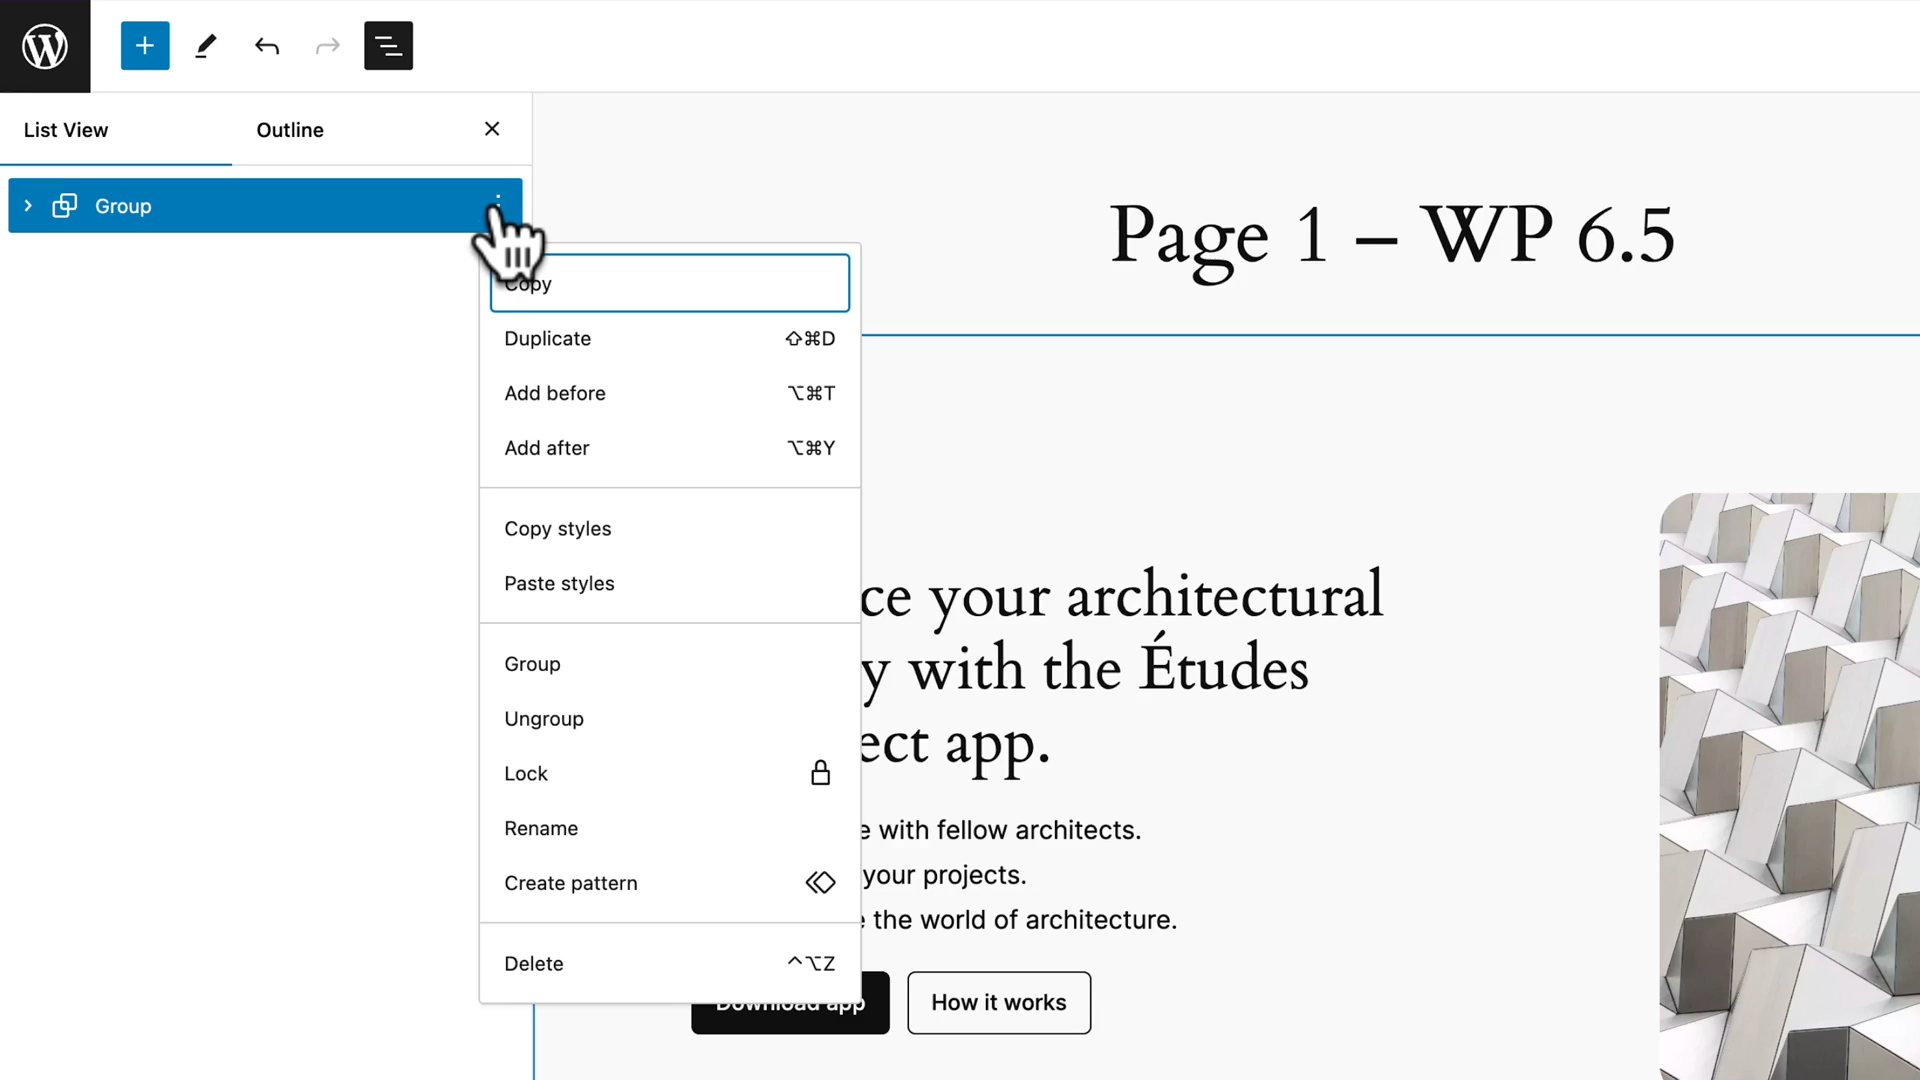 List View
Outline
Group
Page 1 – WP 6.5
Copy
Duplicate ⇧⌘D
Add before ⌥⌘T
Add after ⌥⌘Y
Copy styles
Paste styles
Group
Ungroup
Lock
Rename
Create pattern
Delete ^⌥Z
ce your architectural
y with the Études
ect app.
with fellow architects.
your projects.
the world of architecture.
Download app
How it works